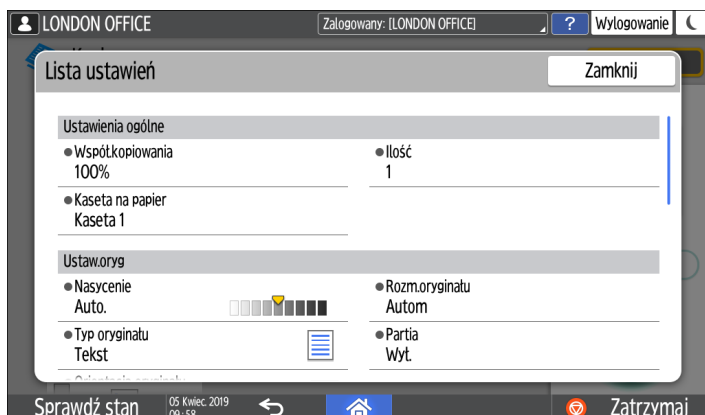 LONDON OFFICE
Zalogowany: [LONDON OFFICE]
?
Wylogowanie
Lista ustawień
Zamknij
Ustawienia ogólne
Współ.kopiowania
100%
Ilość
1
Kaseta na papier
Kaseta 1
Ustaw.oryg
Nasycenie
Auto.
Rozm.oryginału
Autom
Typ oryginału
Tekst
Partia
Wył.
Sprawdź stan
05 Kwiec. 2019
09:58
Zatrzymaj